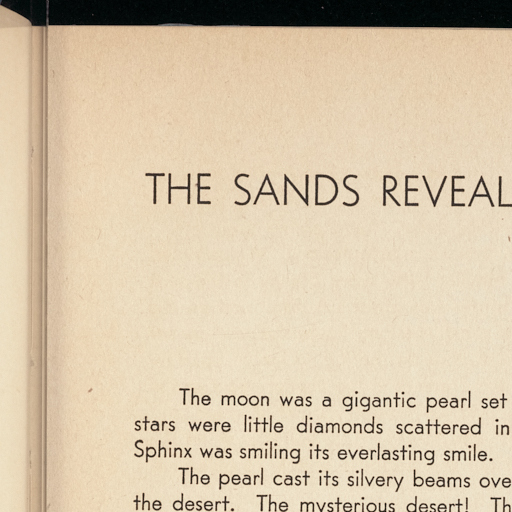 THE SANDS REVEAL
The moon was a gigantic pearl set
stars were little diamonds scattered in
Sphinx was smiling its everlasting smile.
The pearl cast its silvery beams ove
the desert. The mysterious desert! Th